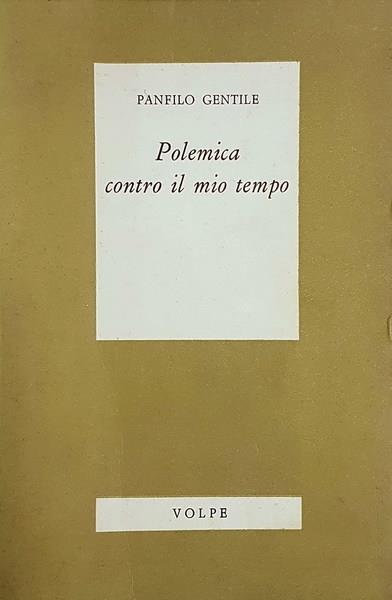 PANFILO GENTILE
Polemica
contro il mio tempo
VOLPE